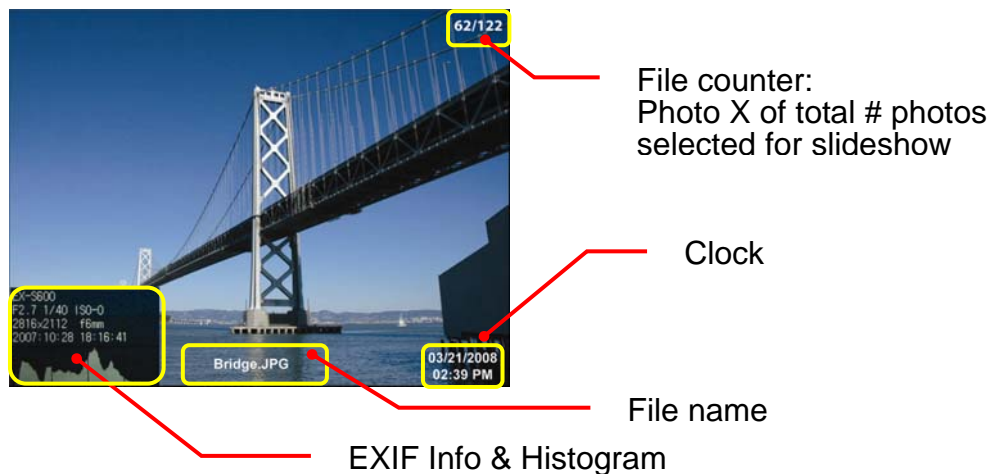 62/122
File counter:
Photo X of total # photos
selected for slideshow
Clock
EX-S600
F2.7 1/40 ISO-0
2816x2112 f6mm
2007:10:28 18:16:41
Bridge.JPG
03/21/2008
02:39 PM
File name
EXIF Info & Histogram